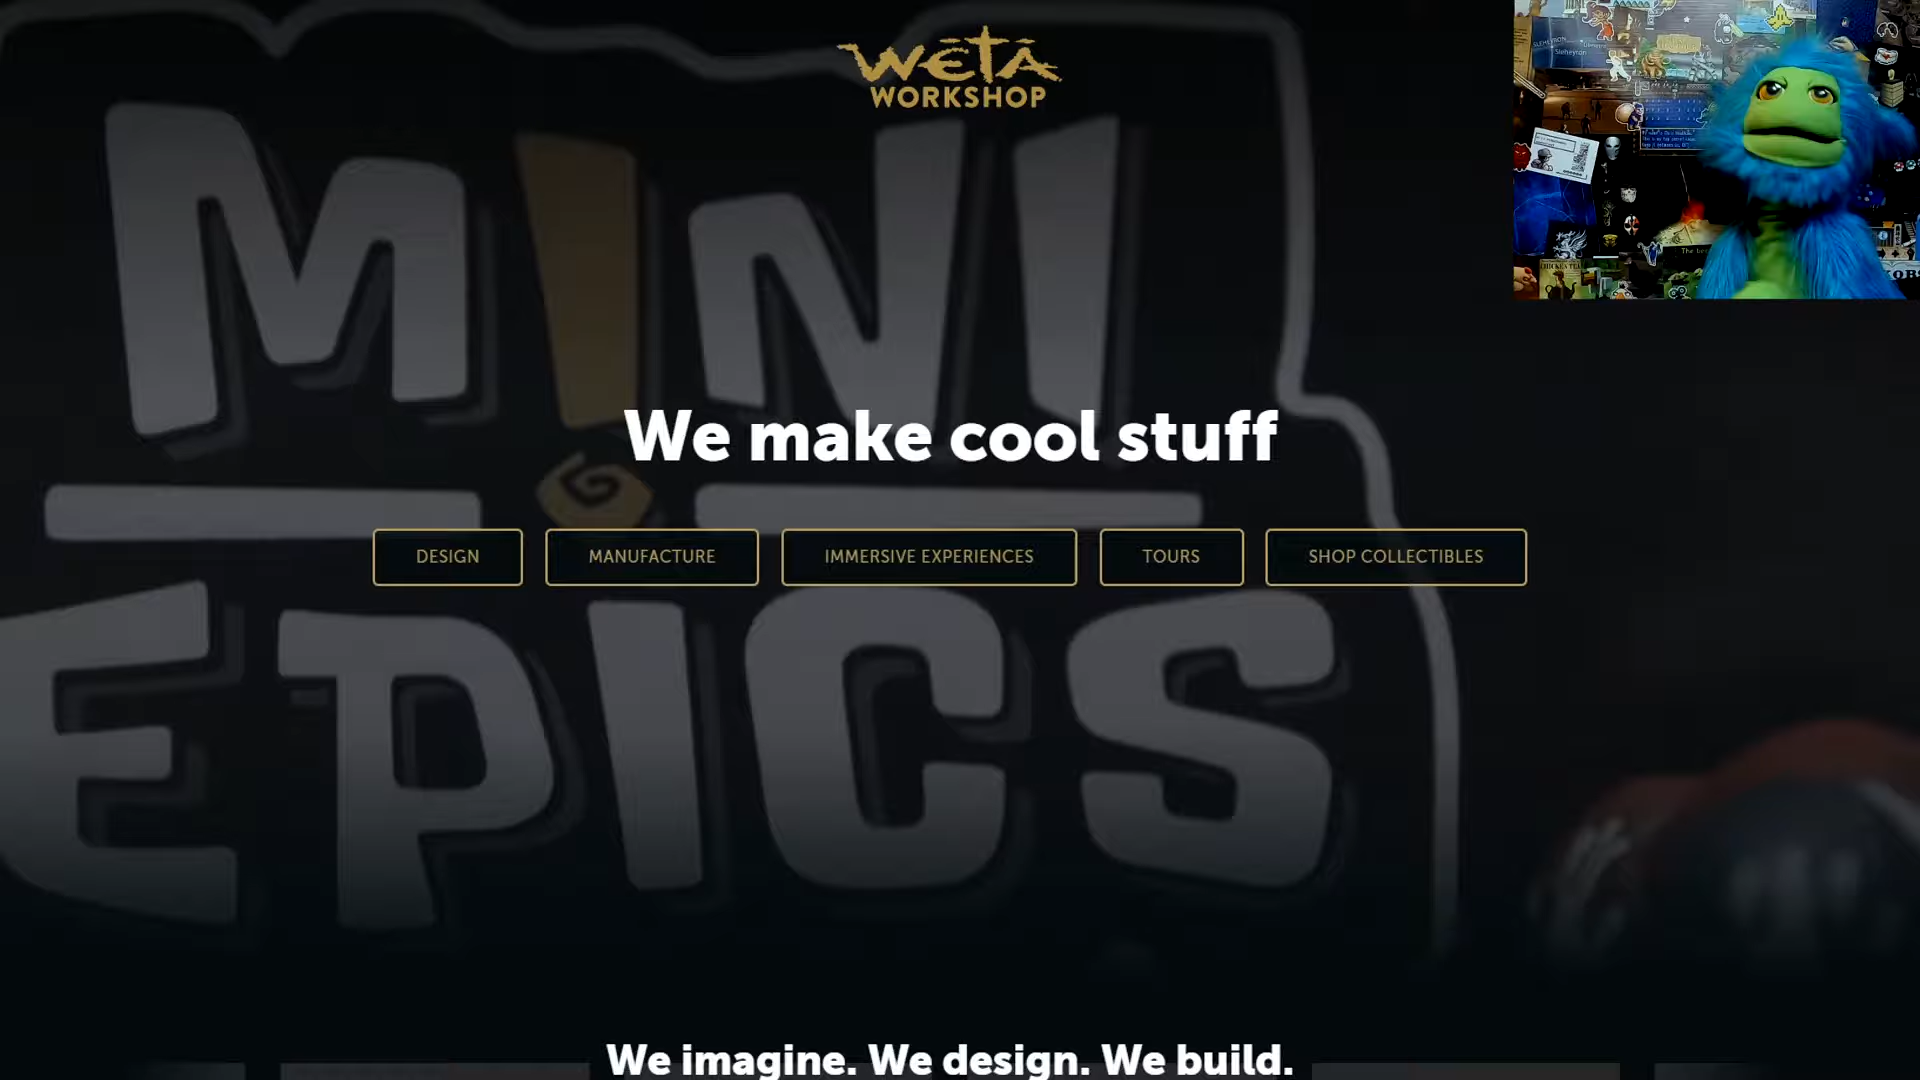 WĒTĀ
WORKSHOP
MINI
EPICS
We make cool stuff
DESIGN
MANUFACTURE
IMMERSIVE EXPERIENCES
TOURS
SHOP COLLECTIBLES
We imagine. We design. We build.